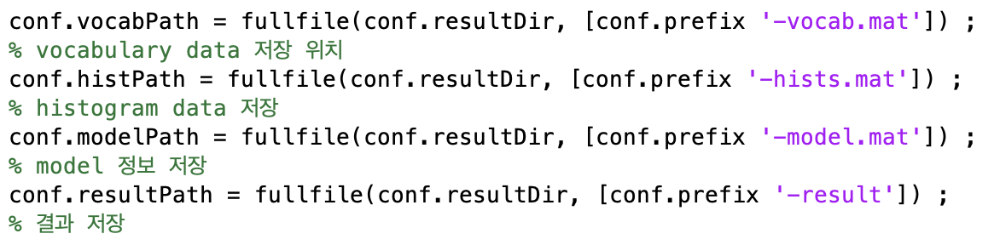 conf.vocabPath = fullfile(conf.resultDir, [conf.prefix '-vocab.mat']) ;
% vocabulary data 저장 위치
conf.histPath = fullfile(conf.resultDir, [conf.prefix '-hists.mat']) ;
% histogram data 저장
conf.modelPath = fullfile(conf.resultDir, [conf.prefix '-model.mat']) ;
% model 정보 저장
conf.resultPath = fullfile(conf.resultDir, [conf.prefix '-result']) ;
% 결과 저장